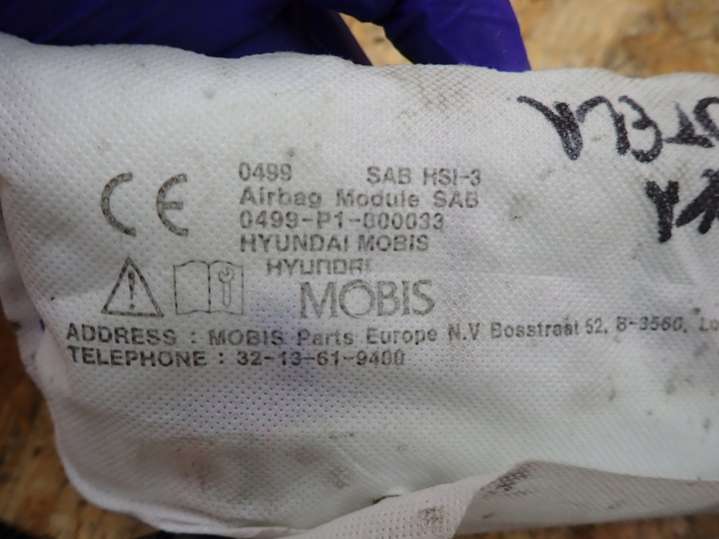 CE
0499 SAB HSI-3
Airbag Module SAB
0499-P1-000033
HYUNDAI MOBIS
HYUNDAI
MOBIS
ADDRESS : MOBIS Parts Europe N.V Bosstraat 52, B-3560,
TELEPHONE : 32-13-61-9400